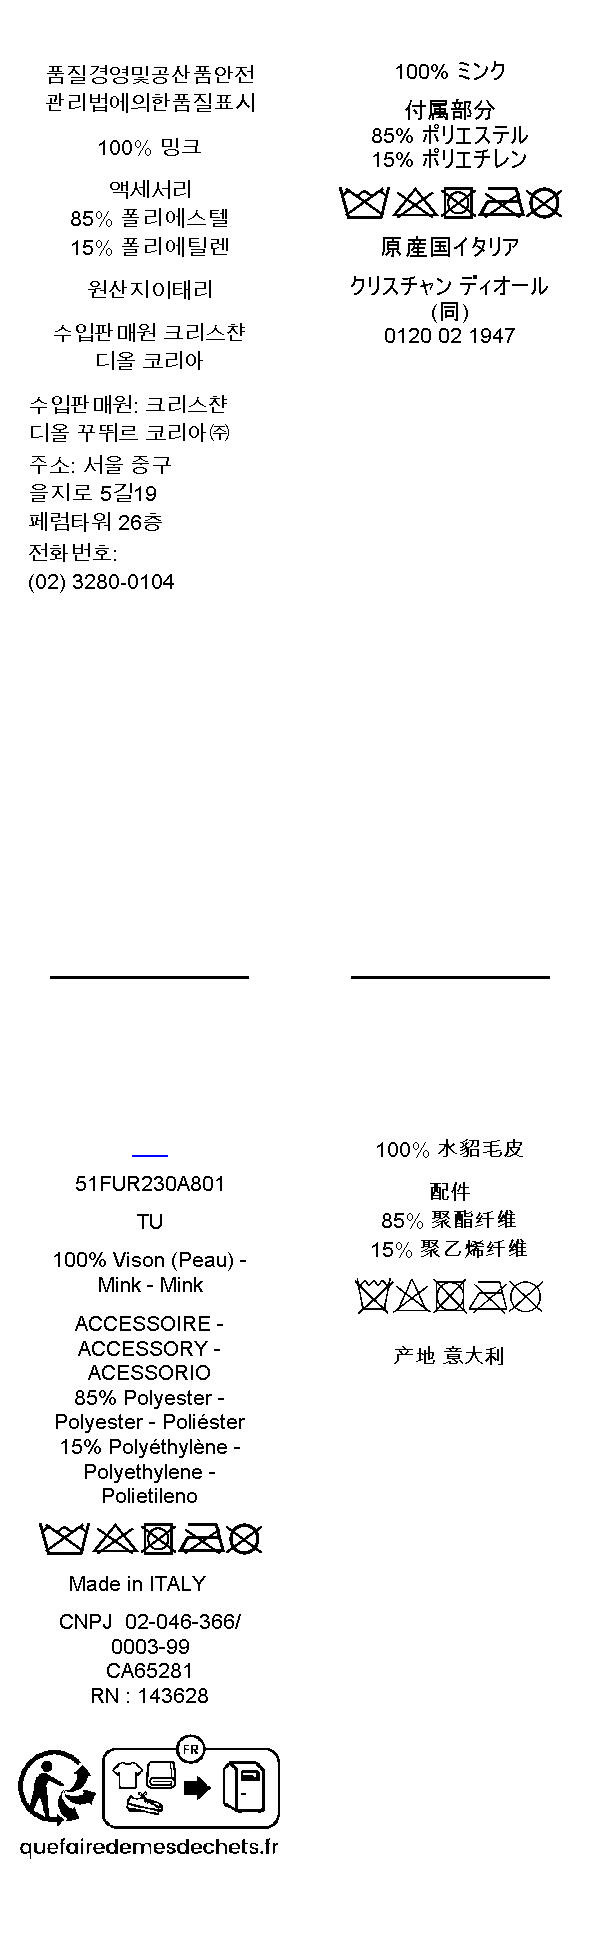 품질경영및공산품안전
관리법에의한품질표시
100% 밍크
액세서리
85% 폴리에스텔
15% 폴리에틸렌
원산지이태리
수입판매원 크리스챤
디올 코리아
수입판매원: 크리스챤
디올 꾸뛰르 코리아㈜
주소: 서울 중구
을지로 5길19
페럼타워 26층
전화번호:
(02) 3280-0104
100% ミンク
付属部分
85% ポリエステル
15% ポリエチレン
原産国イタリア
クリスチャン ディオール
(同)
0120 02 1947
51FUR230A801
TU
100% Vison (Peau) -
Mink - Mink
ACCESSOIRE -
ACCESSORY -
ACESSORIO
85% Polyester -
Polyester - Poliéster
15% Polyéthylène -
Polyethylene -
Polietileno
Made in ITALY
CNPJ  02-046-366/
0003-99
CA65281
RN : 143628
FR
quefairedemesdechets.fr
100% 水貂毛皮
配件
85% 聚酯纤维
15% 聚乙烯纤维
产地 意大利